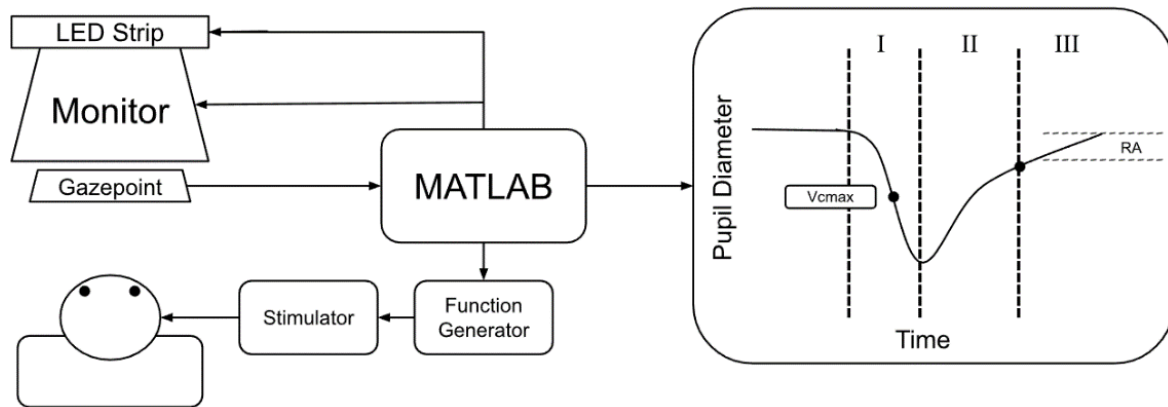 LED Strip
Monitor
Gazepoint
MATLAB
Stimulator
Function
Generator
I
II
III
Pupil Diameter
Vcmax
RA
Time